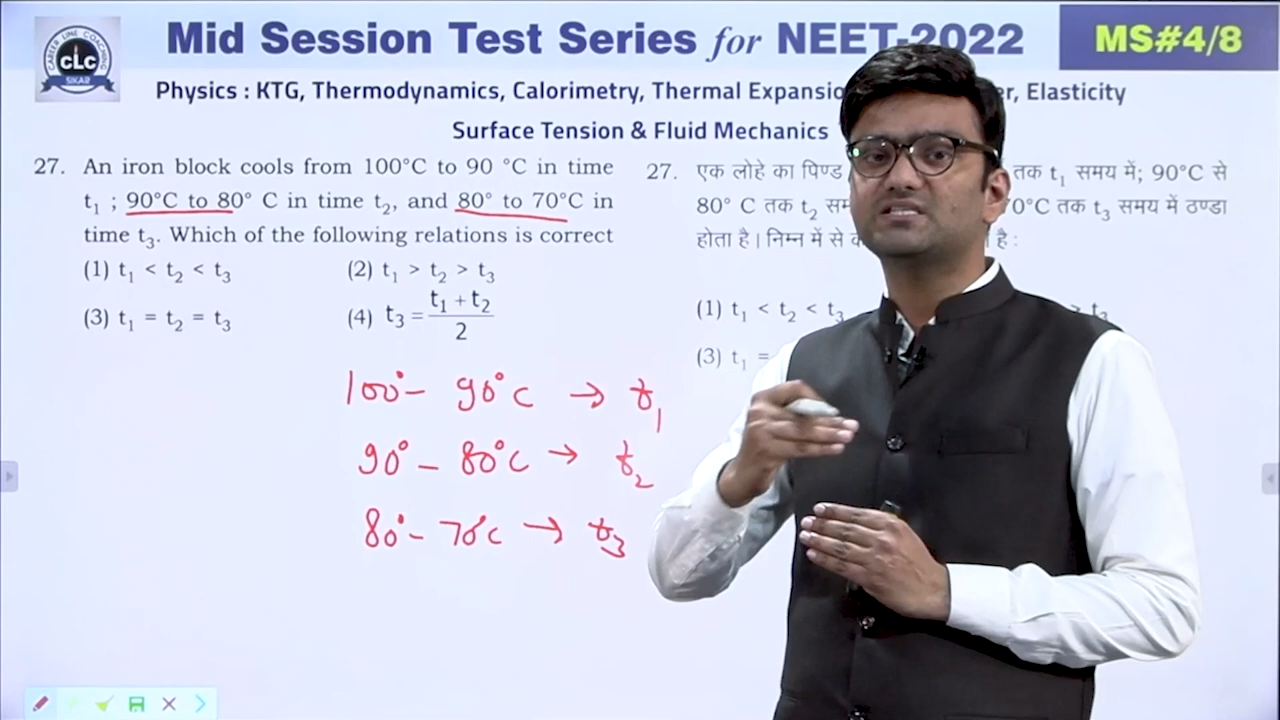 CAREER LINE COACHING
CLC
SIKAR
Mid Session Test Series for NEET-2022
MS#4/8
Physics : KTG, Thermodynamics, Calorimetry, Thermal Expansio er, Elasticity
Surface Tension & Fluid Mechanics
27. An iron block cools from 100°C to 90 °C in time
t₁ ; 90°C to 80° C in time t₂, and 80° to 70°C in
time t₃. Which of the following relations is correct
(1) t₁ < t₂ < t₃ (2) t₁ > t₂ > t₃
(3) t₁ = t₂ = t₃ (4) t₃ = (t₁ + t₂)/2
27. एक लोहे का पिण्ड तक t₁ समय में; 90°C से
80° C तक t₂ सम 70°C तक t₃ समय में ठण्डा
होता है। निम्न में से है :
(1) t₁ < t₂ < t₃ > t₃
(3) t₁ =
100° - 90°C → t₁
90° - 80°C → t₂
80° - 70°C → t₃